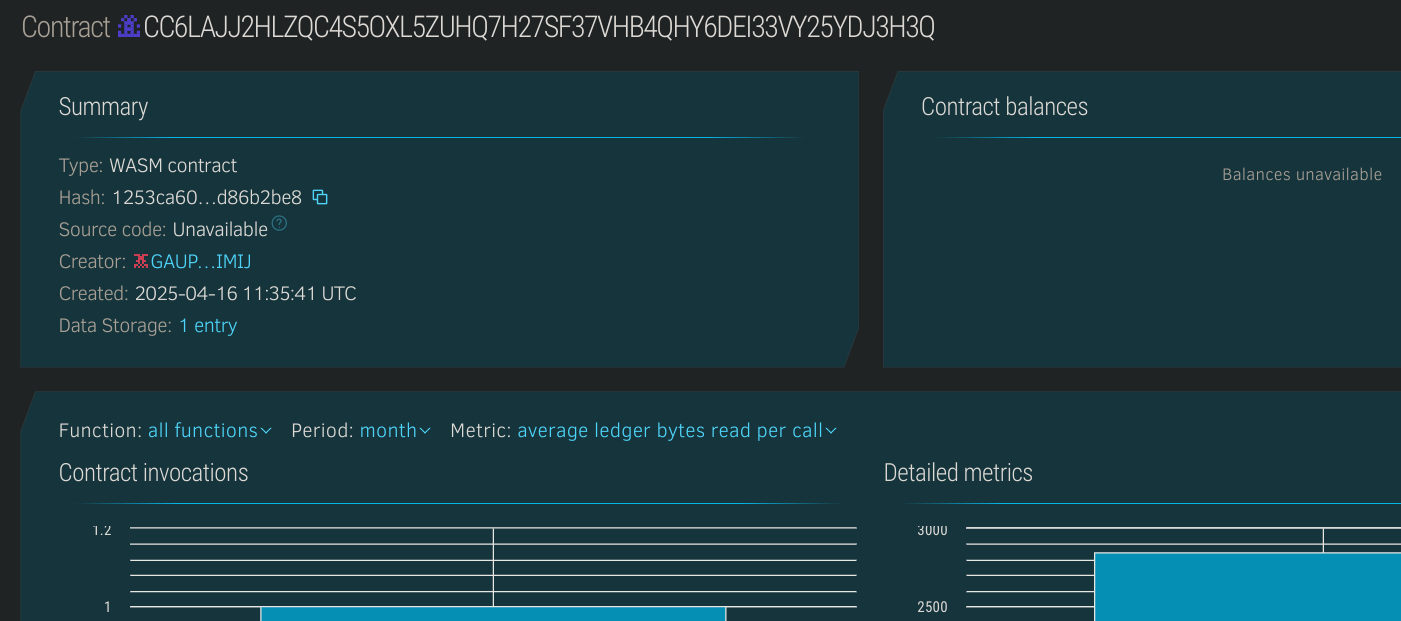 Contract CC6LAJJ2HLZQC4S5OXL5ZUHQ7H27SF37VHB4QHY6DEI33VY25YDJ3H3Q
Summary
Type: WASM contract
Hash: 1253ca60…d86b2be8
Source code: Unavailable ?
Creator: GAUP…IMIJ
Created: 2025-04-16 11:35:41 UTC
Data Storage: 1 entry
Contract balances
Balances unavailable
Function: all functions Period: month Metric: average ledger bytes read per call
Contract invocations
1.2
1
Detailed metrics
3000
2500